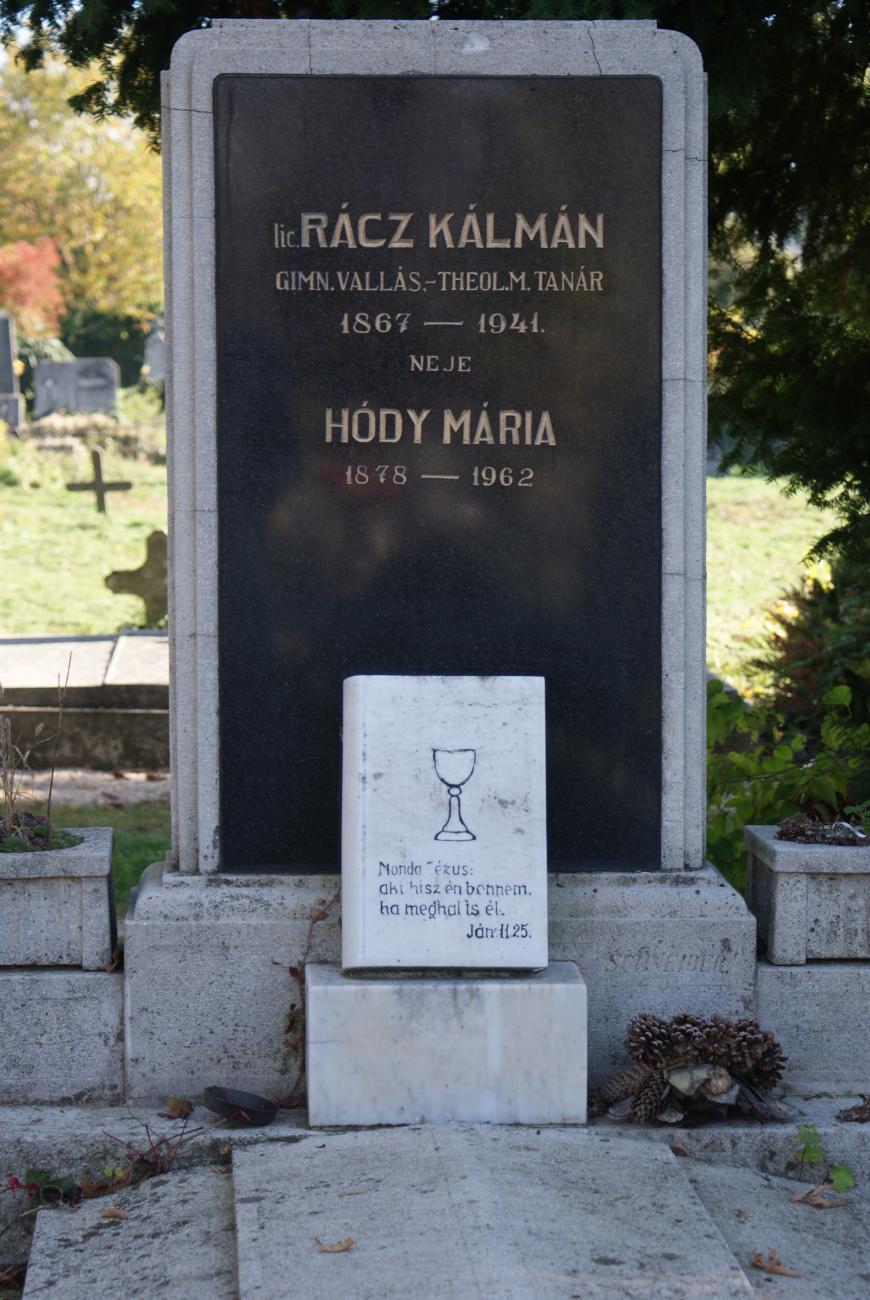 lic. RÁCZ KÁLMÁN
GIMN. VALLÁS.-THEOL. M. TANÁR
1867 — 1941.
NEJE
HÓDY MÁRIA
1878 — 1962
Monda Jézus:
aki hisz én bennem,
ha meghal is él.
Ján. 11 25.